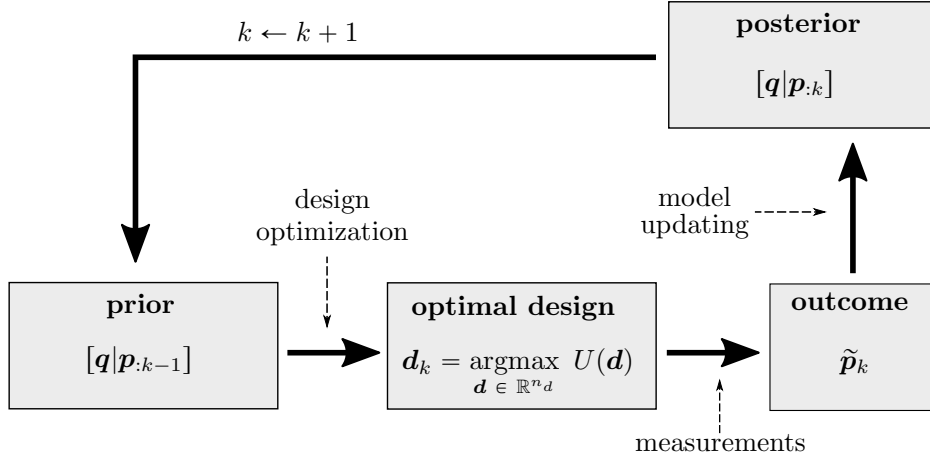 k ← k + 1
posterior
[q|p:k]
design
optimization
model
updating
prior
[q|p:k−1]
optimal design
d_k = argmax U(d)
d ∈ ℝ^{n_d}
outcome
p̃_k
measurements